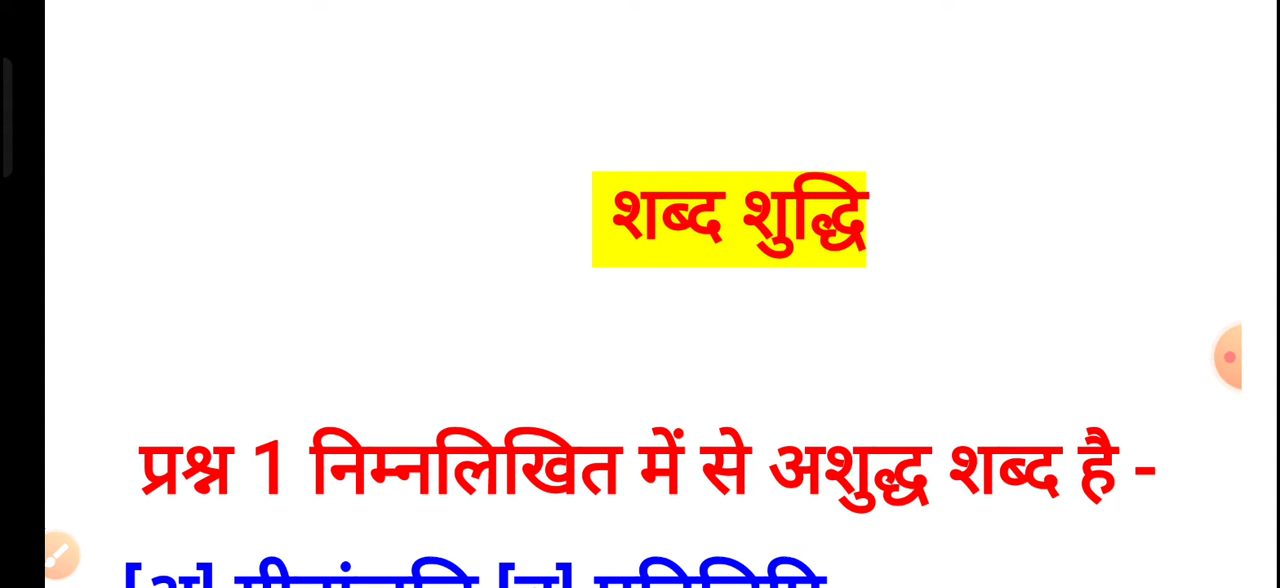 शब्द शुद्धि
प्रश्न 1 निम्नलिखित में से अशुद्ध शब्द है -